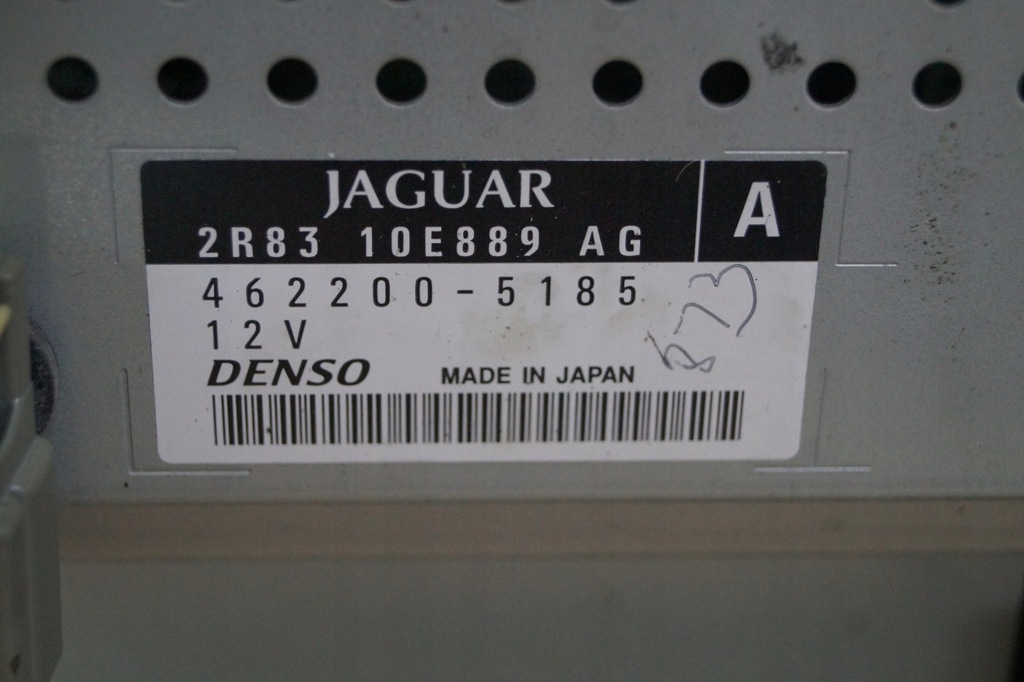 JAGUAR
A
2R83 10E889 AG
462200-5185
12V
DENSO MADE IN JAPAN